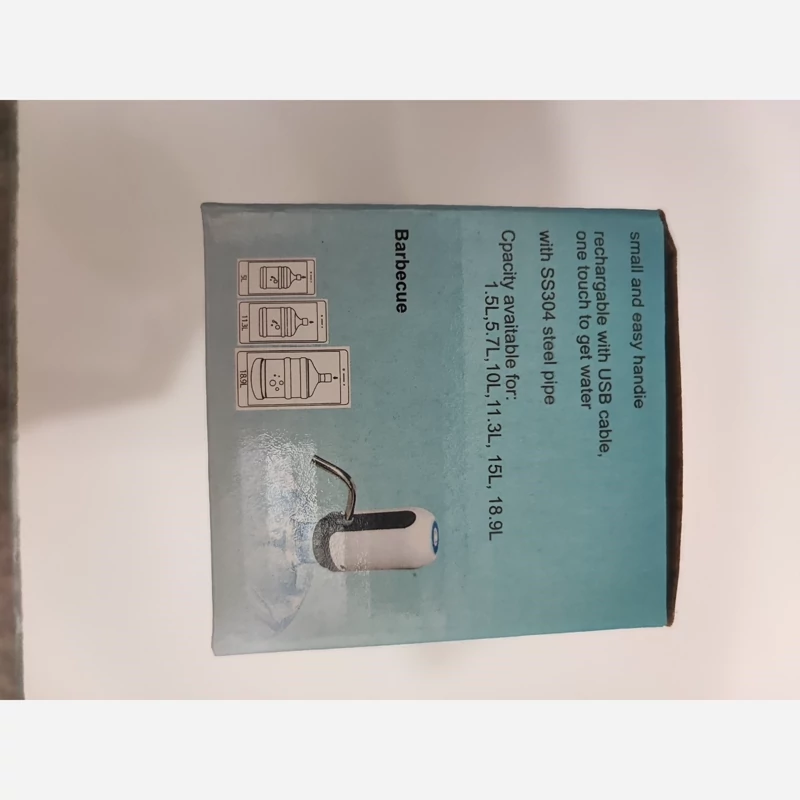 small and easy handie
rechargable with USB cable,
one touch to get water
with SS304 steel pipe
Cpacity avaitable for:
1.5L,5.7L,10L,11.3L, 15L, 18.9L
Barbecue
5L
11.3L
18.9L